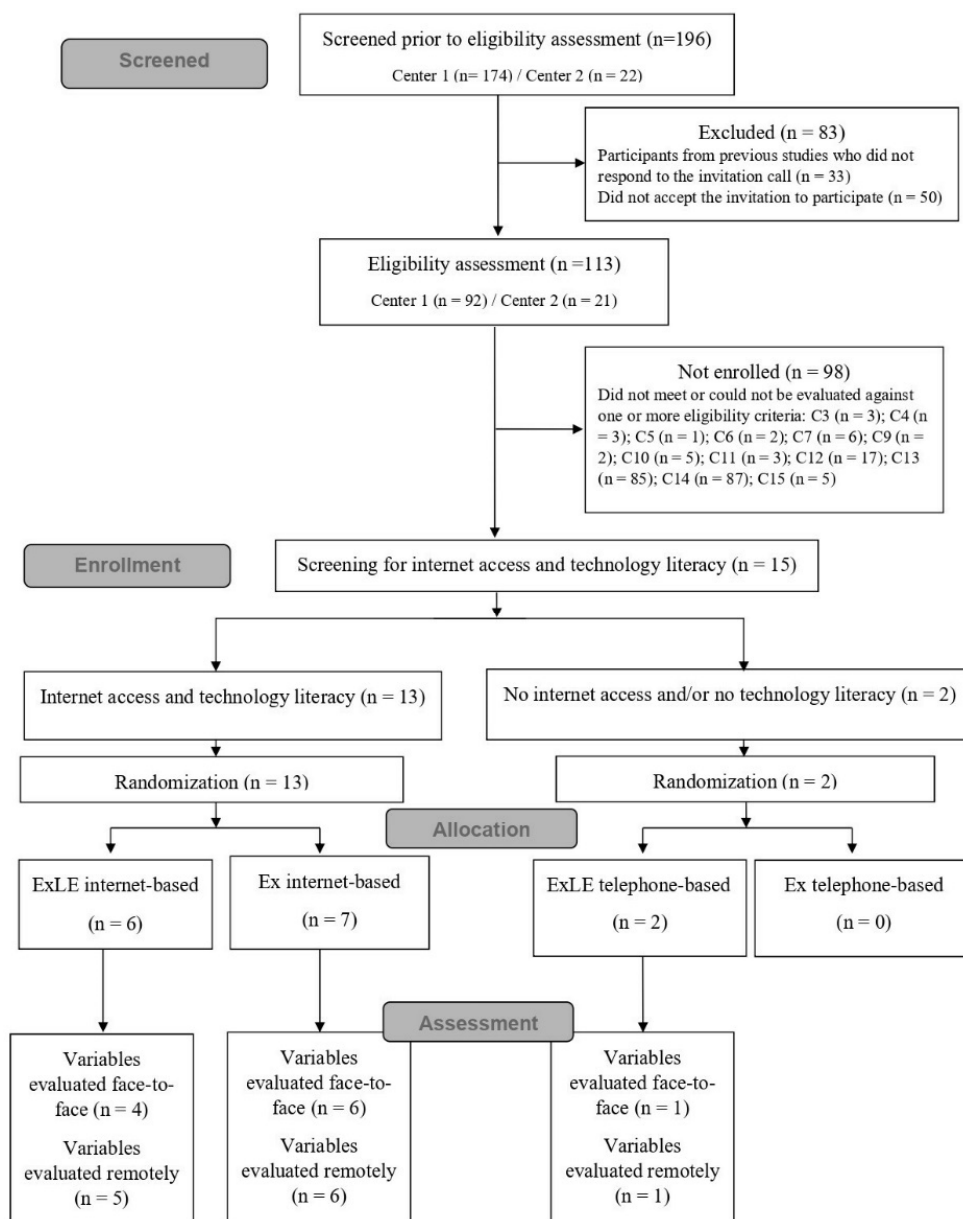 Screened
Screened prior to eligibility assessment (n=196)
Center 1 (n= 174) / Center 2 (n = 22)
Excluded (n = 83)
Participants from previous studies who did not
respond to the invitation call (n = 33)
Did not accept the invitation to participate (n = 50)
Eligibility assessment (n =113)
Center 1 (n = 92) / Center 2 (n = 21)
Not enrolled (n = 98)
Did not meet or could not be evaluated against
one or more eligibility criteria: C3 (n = 3); C4 (n
= 3); C5 (n = 1); C6 (n = 2); C7 (n = 6); C9 (n =
2); C10 (n = 5); C11 (n = 3); C12 (n = 17); C13
(n = 85); C14 (n = 87); C15 (n = 5)
Enrollment
Screening for internet access and technology literacy (n = 15)
Internet access and technology literacy (n = 13)
No internet access and/or no technology literacy (n = 2)
Randomization (n = 13)
Randomization (n = 2)
Allocation
ExLE internet-based
(n = 6)
Ex internet-based
(n = 7)
ExLE telephone-based
(n = 2)
Ex telephone-based
(n = 0)
Assessment
Variables
evaluated face-to-
face (n = 4)
Variables
evaluated remotely
(n = 5)
Variables
evaluated face-to-
face (n = 6)
Variables
evaluated remotely
(n = 6)
Variables
evaluated face-to-
face (n = 1)
Variables
evaluated remotely
(n = 1)